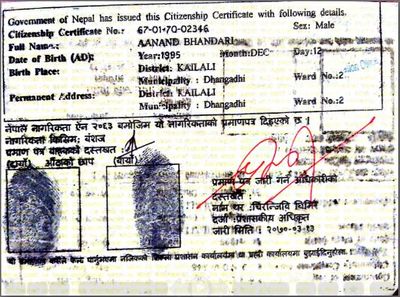 Government of Nepal has issued this Citizenship Certificate with following details.
Citizenship Certificate No.: 67-01-70-02346 Sex: Male
Full Name: AANAND BHANDARI
Date of Birth (AD): Year:1995 Month:DEC Day:12
Birth Place: District: KAILALI
Municipality : Dhangadhi Ward No.:2
Permanent Address: District: KAILALI
Municipality : Dhangadhi Ward No.:2
नेपाल नागरिकता ऐन २०६३ बमोजिम यो नागरिकताको प्रमाणपत्र दिइएको छ ।
नागरिकता किसिम: वंशज
प्रमाण पत्र दस्तखत :
(दायाँ) औंठाको छाप (बायाँ)
प्रमाण पत्र जारी गर्ने अधिकारीको
दस्तखत :
नाम थर : चिरन्जिवि घिमिरे
दर्जा :प्रशासकीय अधिकृत
जारी मिति : २०७०-०३-१३